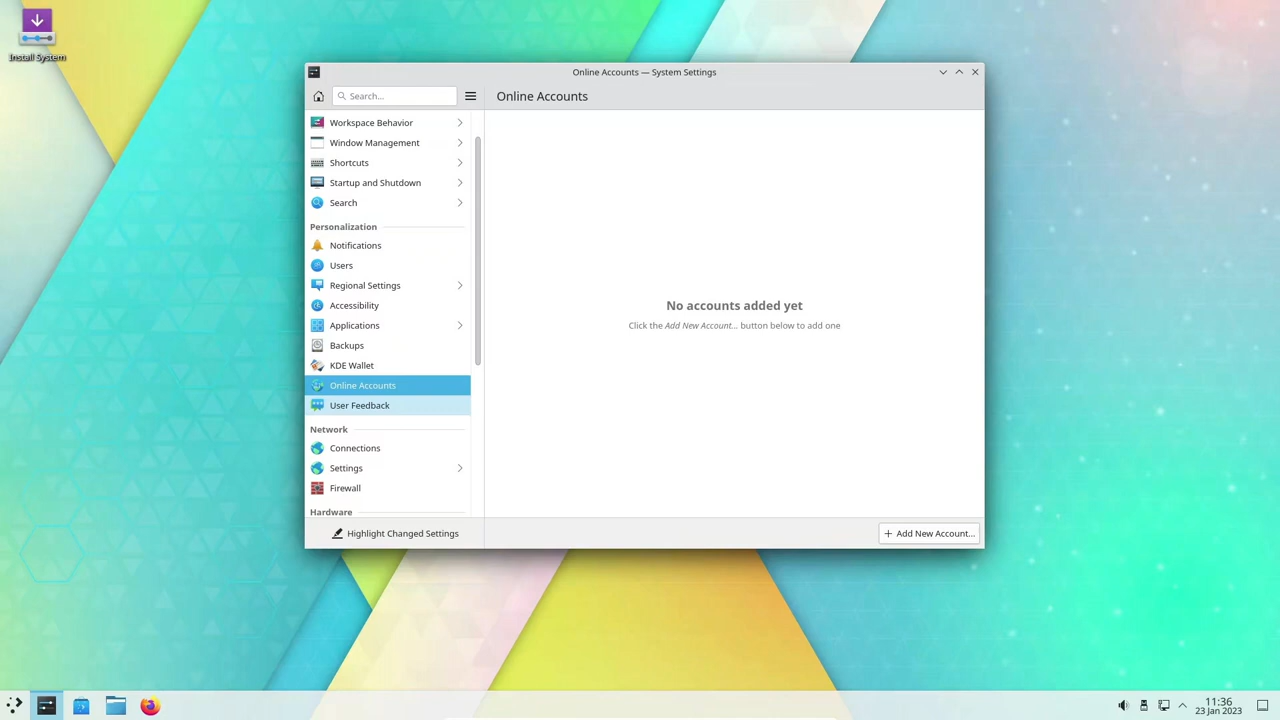 Install System
Online Accounts — System Settings
Search...
Online Accounts
Workspace Behavior
Window Management
Shortcuts
Startup and Shutdown
Search
Personalization
Notifications
Users
Regional Settings
Accessibility
Applications
Backups
KDE Wallet
Online Accounts
User Feedback
Network
Connections
Settings
Firewall
Hardware
Highlight Changed Settings
No accounts added yet
Click the Add New Account... button below to add one
Add New Account...
11:36
23 Jan 2023